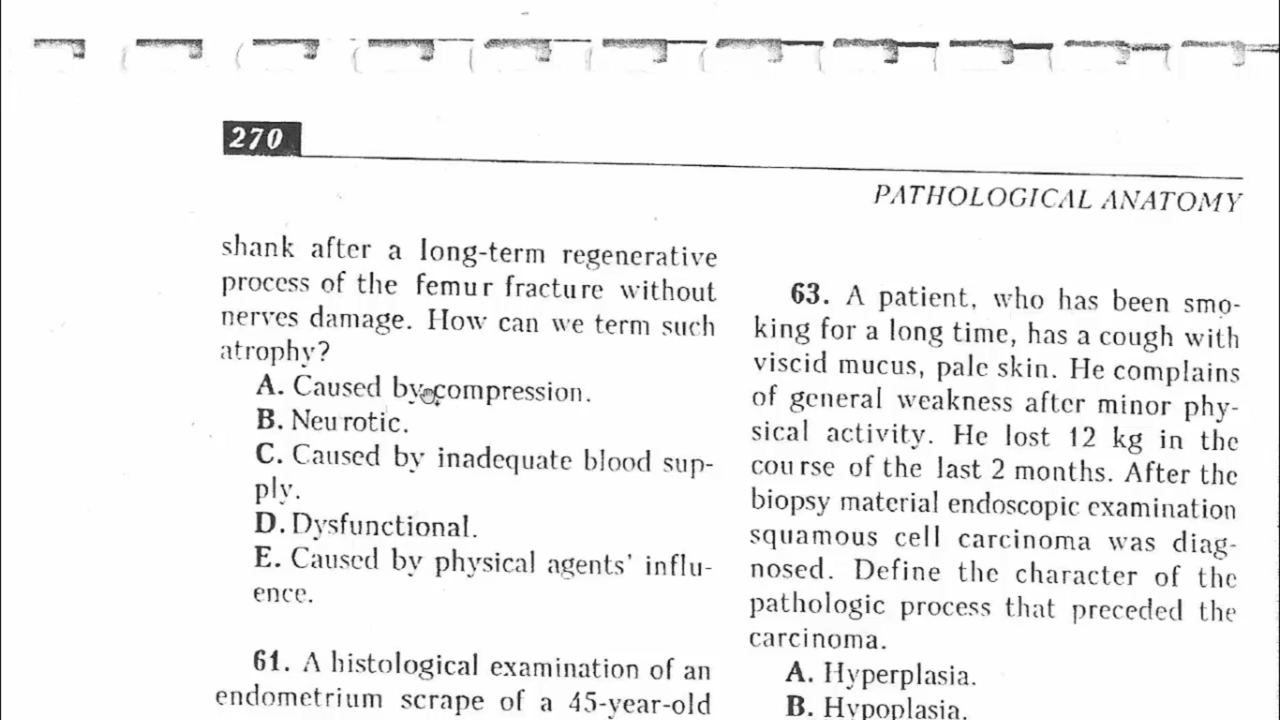 270
PATHOLOGICAL ANATOMY
shank after a long-term regenerative
process of the femur fracture without
nerves damage. How can we term such
atrophy?
A. Caused by compression.
B. Neurotic.
C. Caused by inadequate blood sup-
ply.
D. Dysfunctional.
E. Caused by physical agents' influ-
ence.
61. A histological examination of an
endometrium scrape of a 45-year-old
63. A patient, who has been smo-
king for a long time, has a cough with
viscid mucus, pale skin. He complains
of general weakness after minor phy-
sical activity. He lost 12 kg in the
course of the last 2 months. After the
biopsy material endoscopic examination
squamous cell carcinoma was diag-
nosed. Define the character of the
pathologic process that preceded the
carcinoma.
A. Hyperplasia.
B. Hypoplasia.